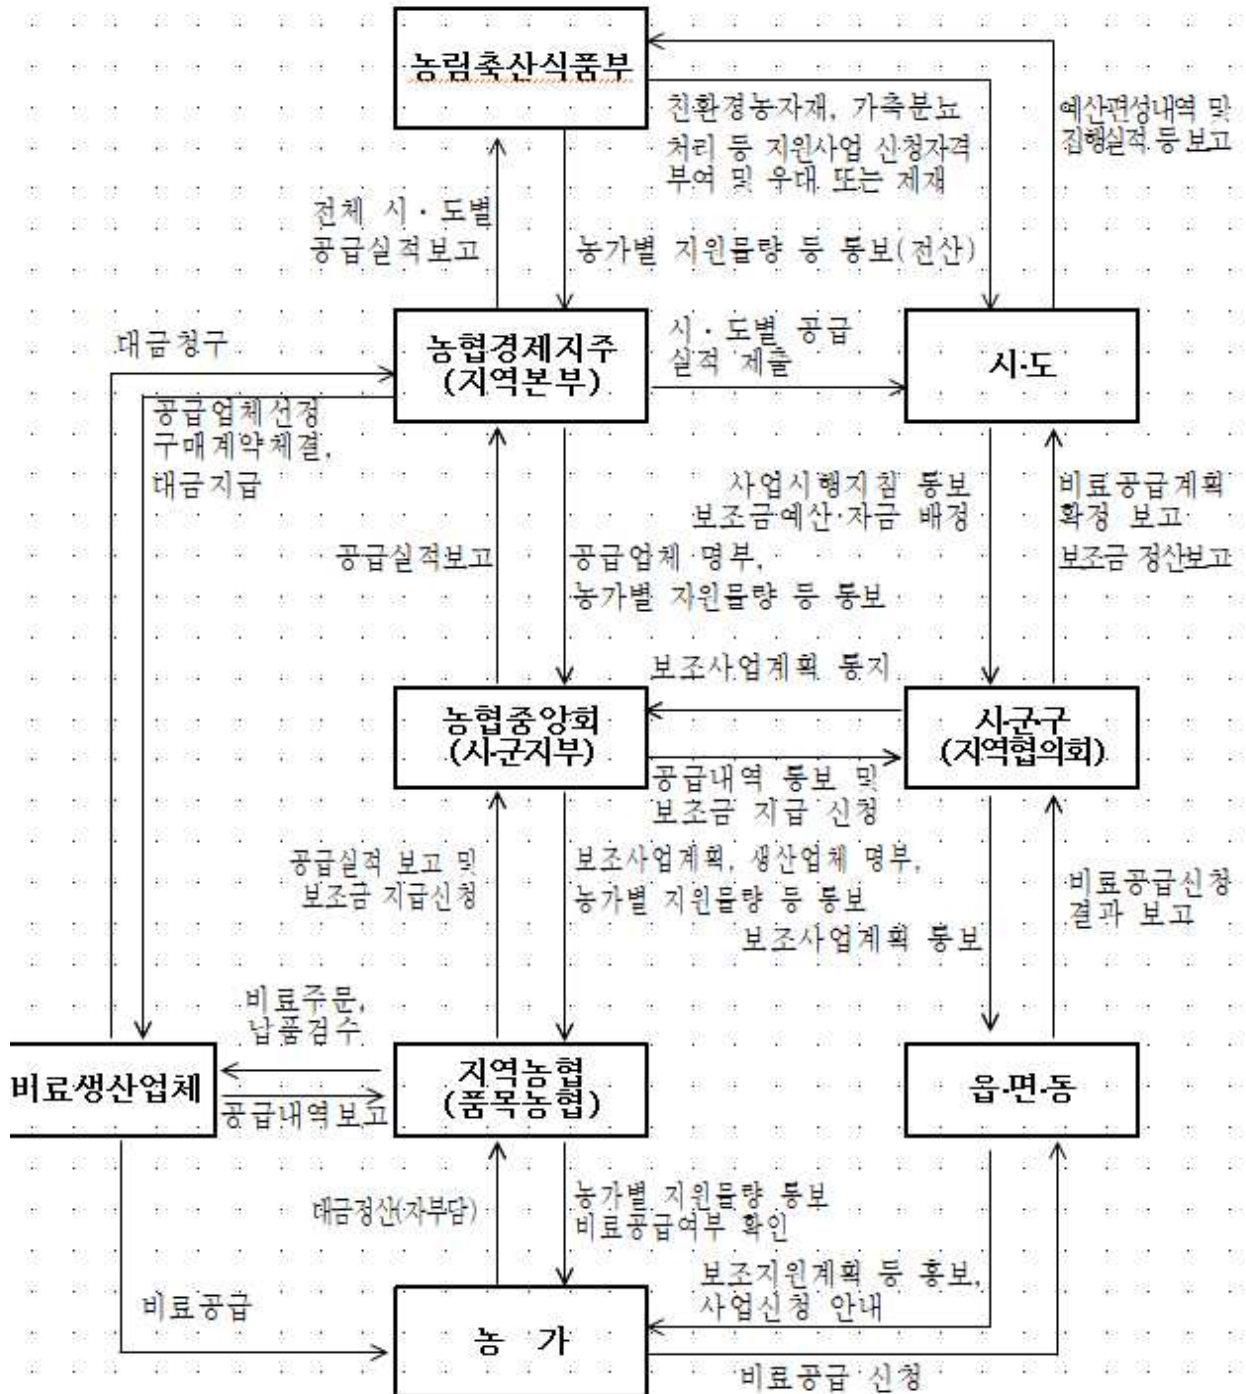 농림축산식품부
친환경농자재, 가축분뇨
처리 등 지원사업 신청자격
부여 및 우대 또는 제재
예산편성내역 및
집행실적 등 보고
전체 시·도별
공급실적보고
농가별 지원물량 등 통보(전산)
대금청구
농협경제지주
(지역본부)
시·도별 공급
실적 제출
시·도
공급업체선정
구매계약체결,
대금지급
사업시행지침 통보
보조금예산·자금 배정
비료공급계획
확정 보고
보조금 정산보고
공급실적보고
공급업체 명부,
농가별 지원물량 등 통보
보조사업계획 통지
농협중앙회
(시·군지부)
시·군·구
(지역협의회)
공급내역 통보 및
보조금 지급 신청
공급실적 보고 및
보조금 지급신청
보조사업계획, 생산업체 명부,
농가별 지원물량 등 통보
보조사업계획 통보
비료공급신청
결과 보고
비료주문,
납품검수
비료생산업체
지역농협
(품목농협)
읍·면·동
공급내역보고
대금정산(자부담)
농가별 지원물량 통보
비료공급여부 확인
보조지원계획 등 홍보,
사업신청 안내
비료공급
농 가
비료공급 신청